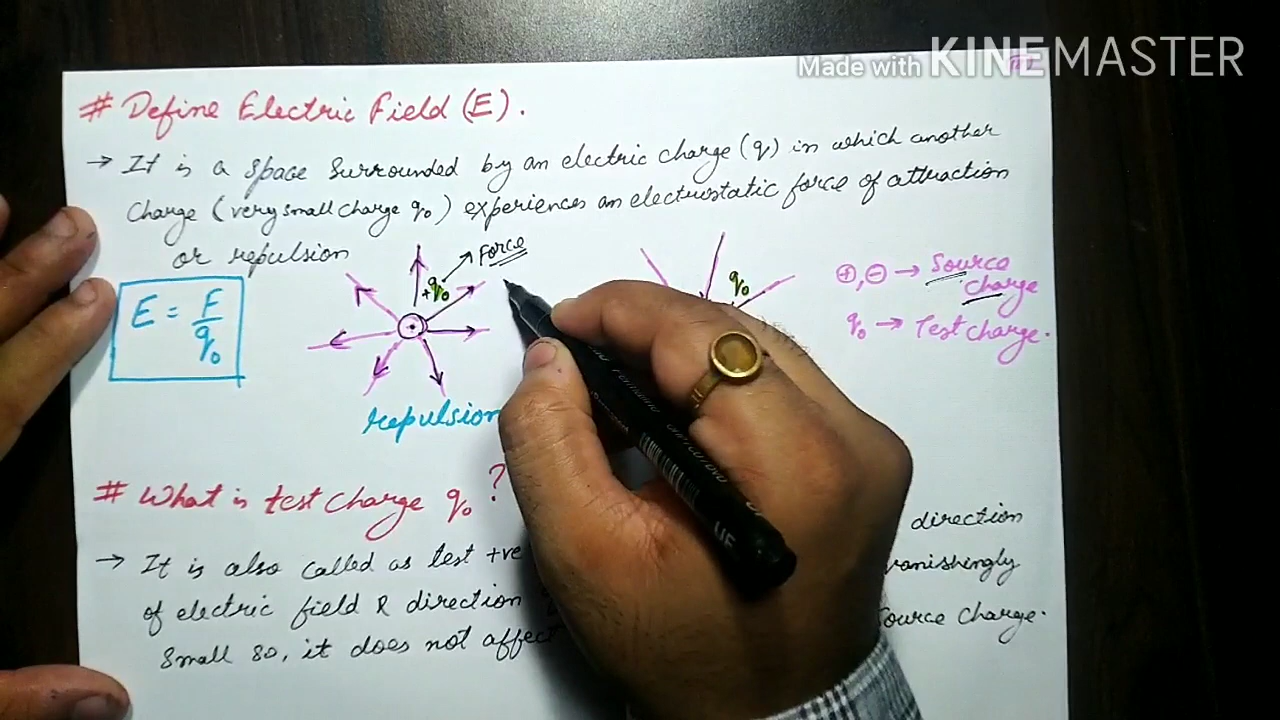 Made with KINEMASTER
# Define Electric Field (E).
→ It is a space surrounded by an electric charge (q) in which another
charge (very small charge q₀) experiences an electrostatic force of attraction
or repulsion
E = F/q₀
Force
+q₀
+
repulsion
q₀
⊕,⊖ → Source
charge
q₀ → Test charge.
# What is test charge q₀ ?
→ It is also called as test +ve direction
of electric field & direction vanishingly
small so, it does not affect source charge.